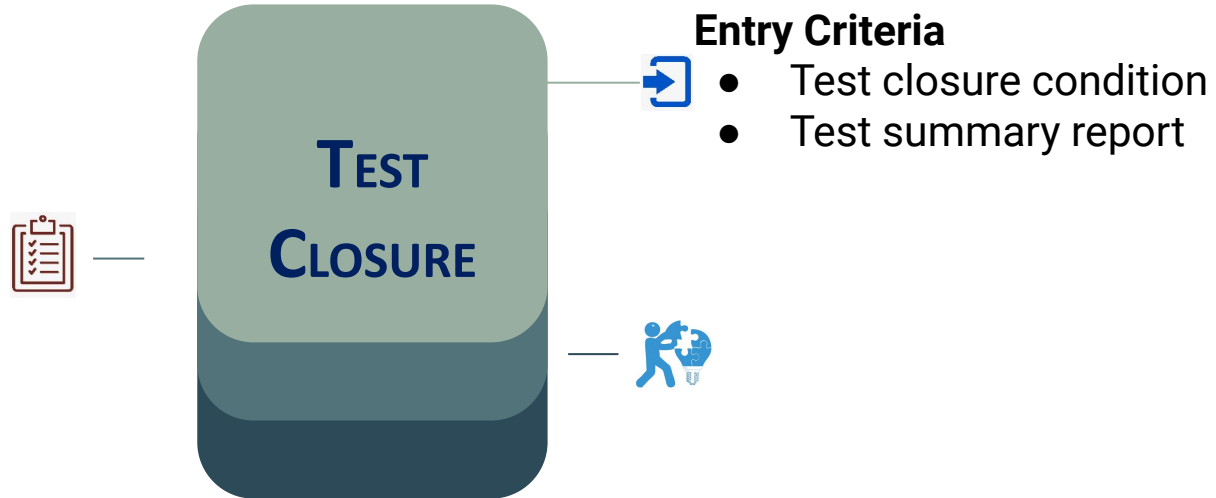 Entry Criteria
● Test closure condition
● Test summary report
TEST
CLOSURE